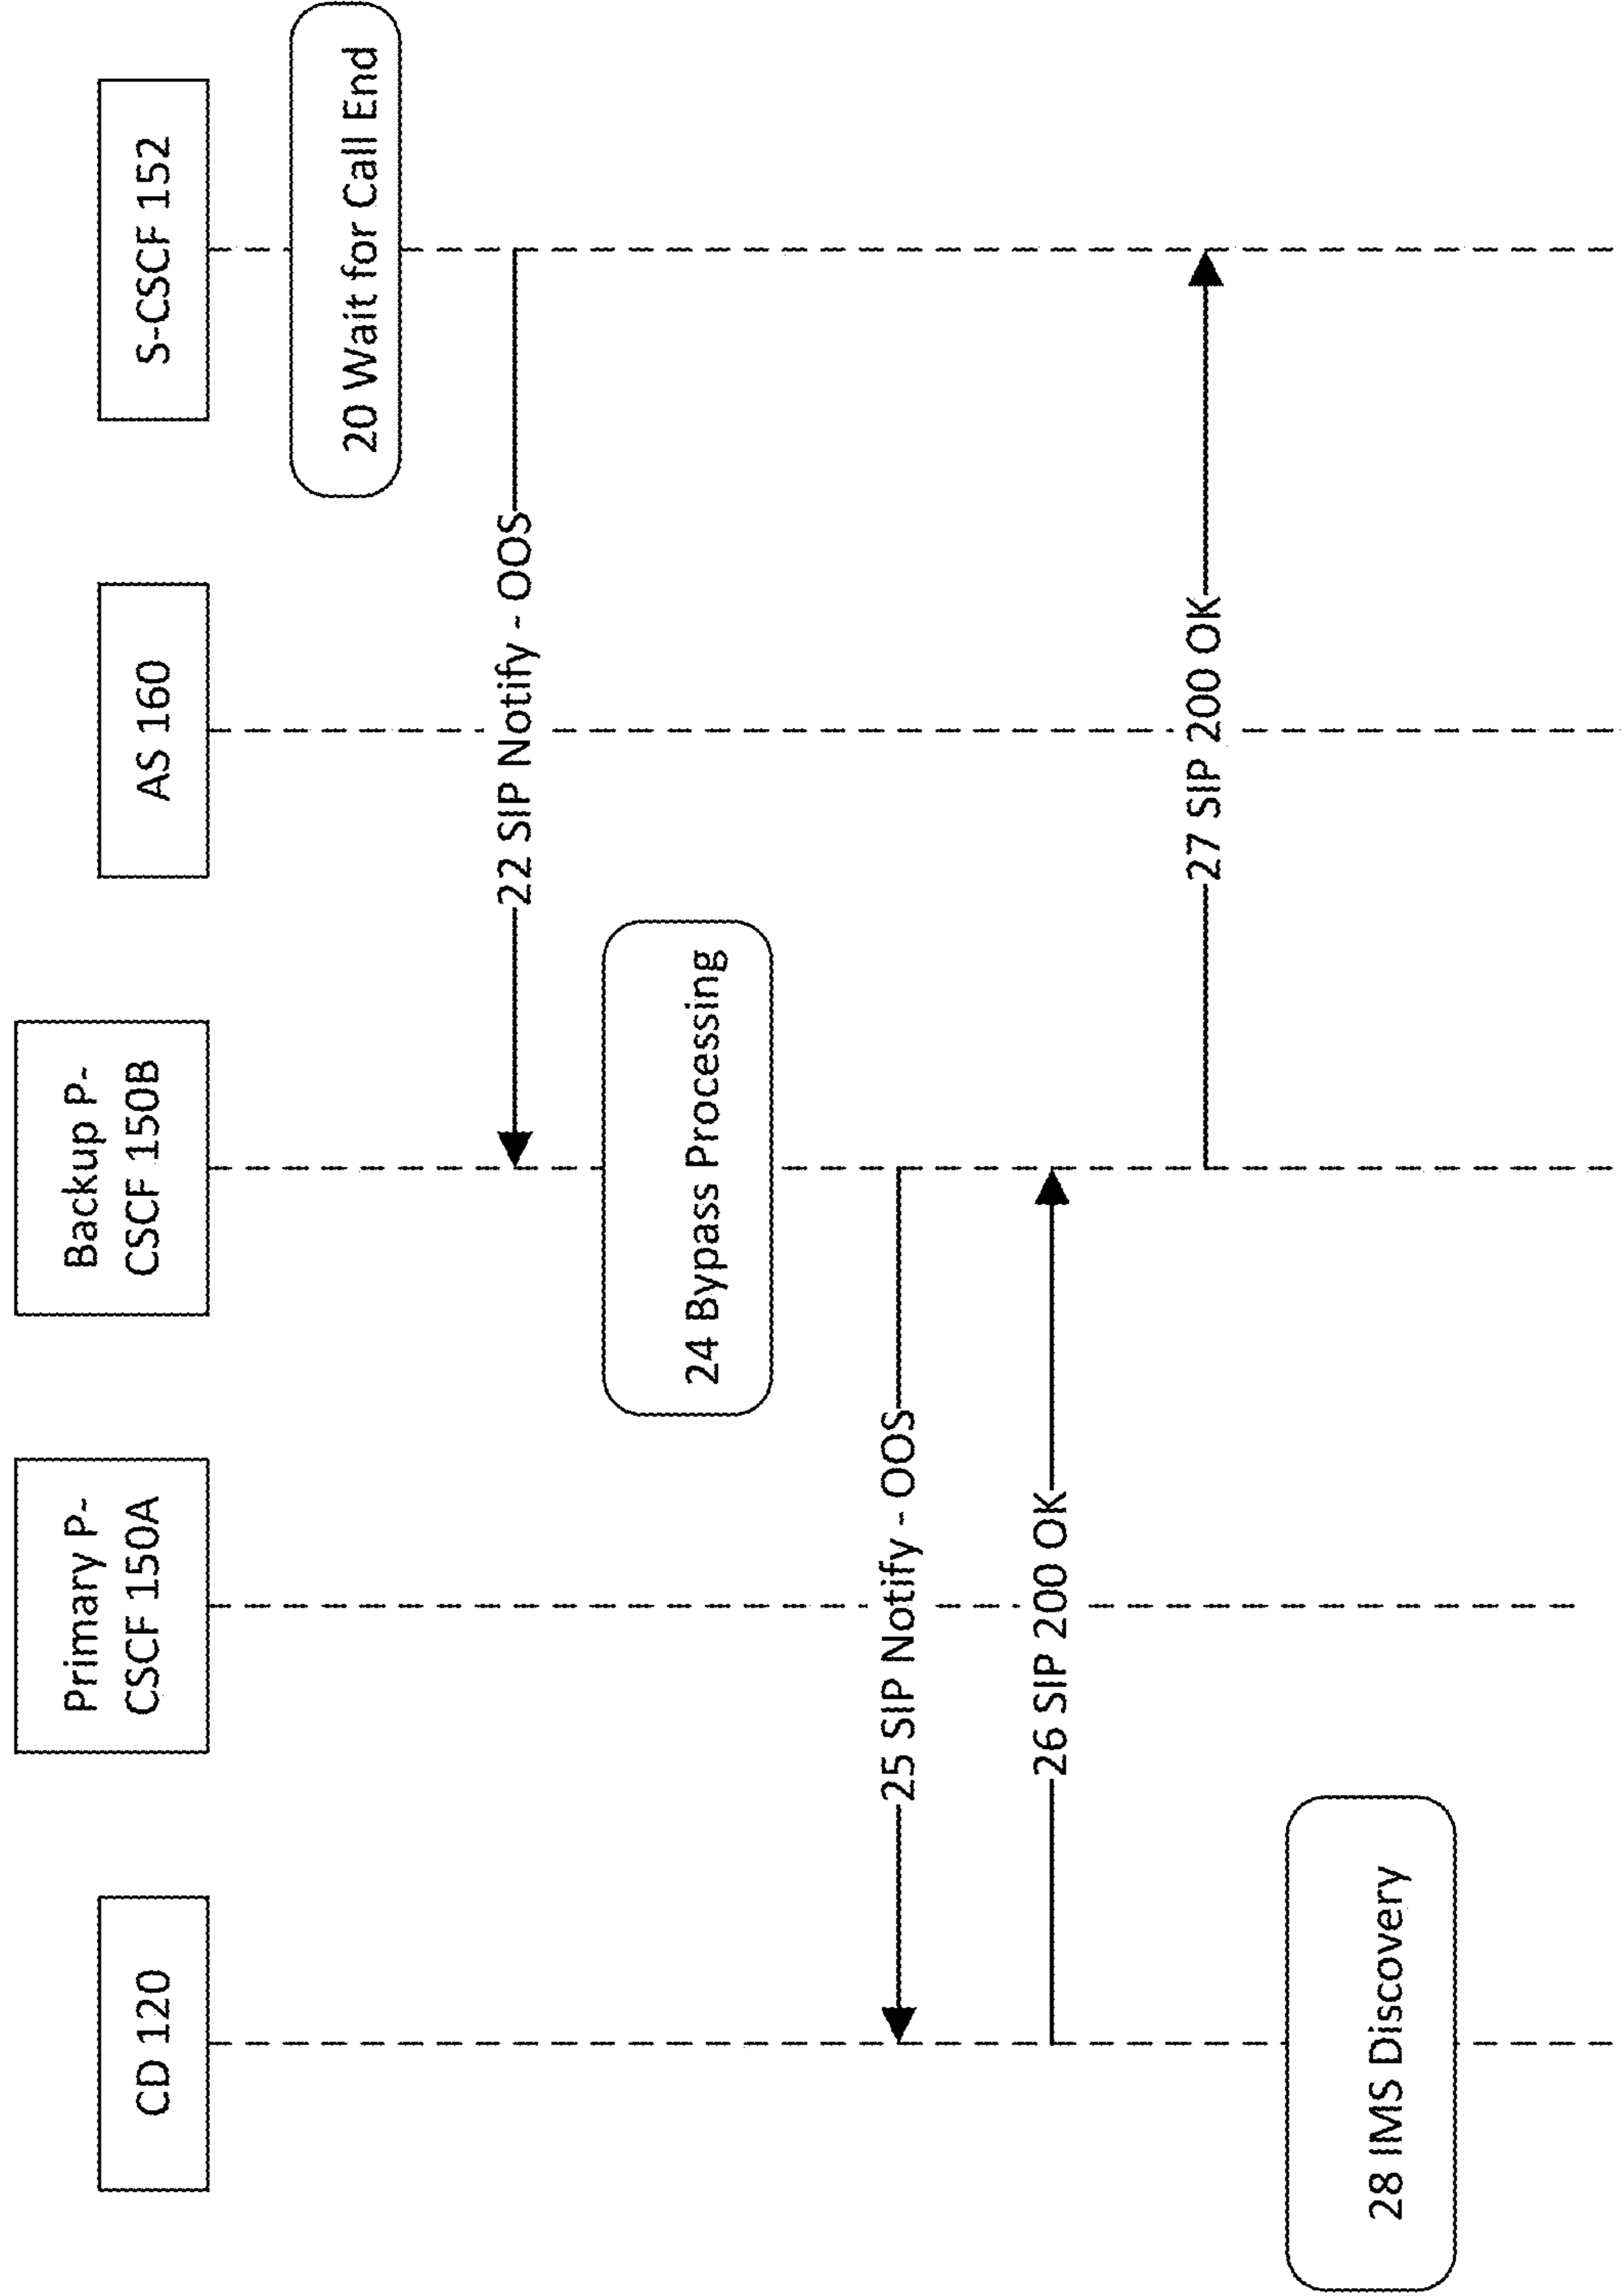 CD 120
Primary P-
CSCF 150A
Backup P-
CSCF 150B
AS 160
S-CSCF 152
20 Wait for Call End
22 SIP Notify - OOS
24 Bypass Processing
25 SIP Notify - OOS
26 SIP 200 OK
27 SIP 200 OK
28 IMS Discovery